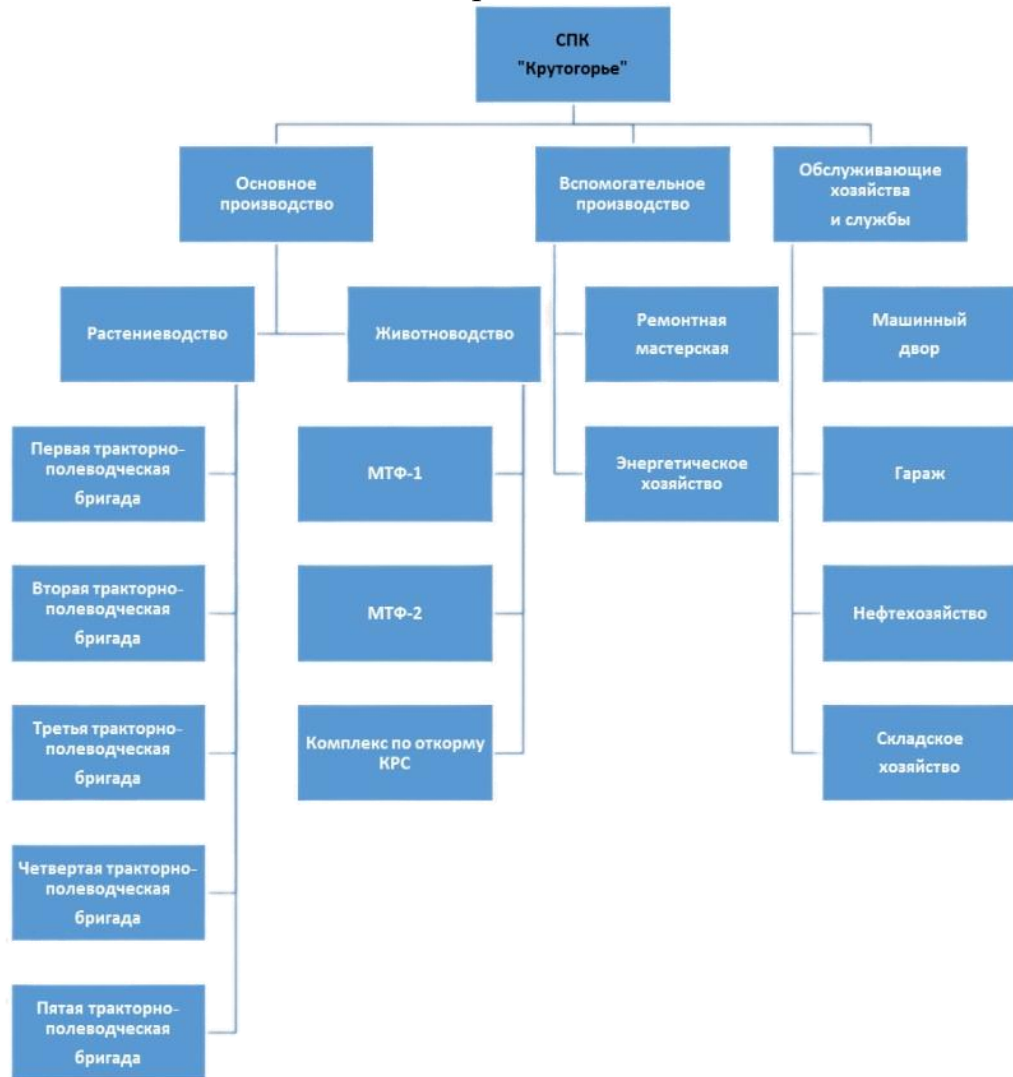 СПК
"Крутогорье"
Основное
производство
Вспомогательное
производство
Обслуживающие
хозяйства
и службы
Растениеводство
Животноводство
Ремонтная
мастерская
Машинный
двор
Первая тракторно-
полеводческая
бригада
МТФ-1
Энергетическое
хозяйство
Гараж
Вторая тракторно-
полеводческая
бригада
МТФ-2
Нефтехозяйство
Третья тракторно-
полеводческая
бригада
Комплекс по откорму
КРС
Складское
хозяйство
Четвертая тракторно-
полеводческая
бригада
Пятая тракторно-
полеводческая
бригада